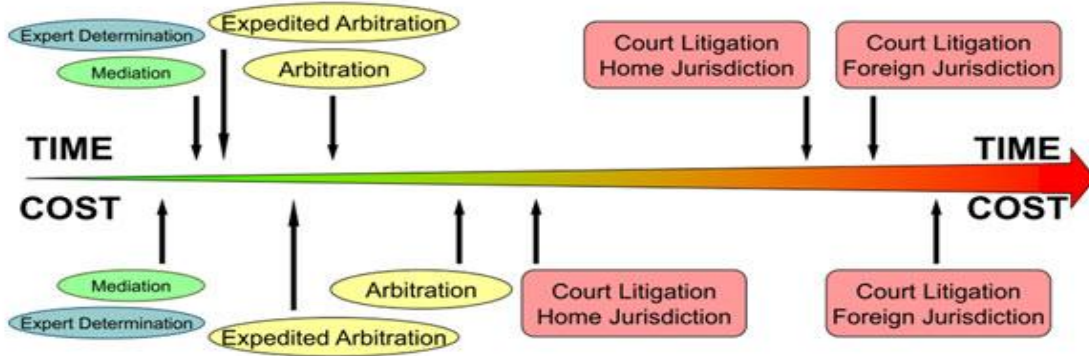 Expert Determination
Mediation
Expedited Arbitration
Arbitration
Court Litigation
Home Jurisdiction
Court Litigation
Foreign Jurisdiction
TIME
TIME
COST
COST
Mediation
Expert Determination
Expedited Arbitration
Arbitration
Court Litigation
Home Jurisdiction
Court Litigation
Foreign Jurisdiction